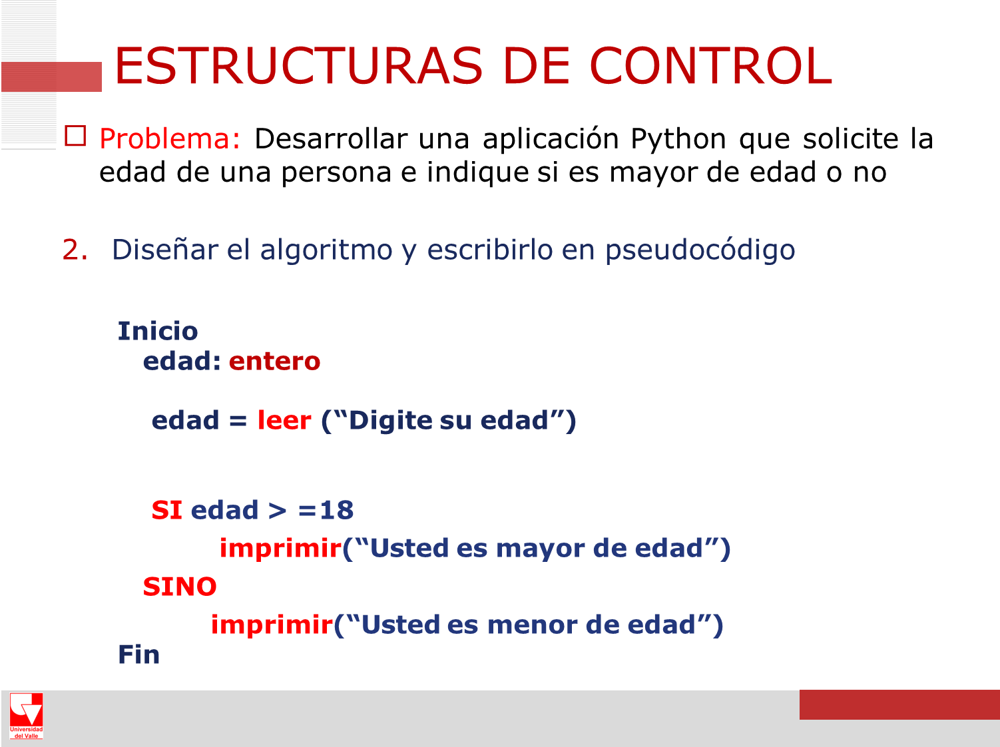 ESTRUCTURAS DE CONTROL
Problema: Desarrollar una aplicación Python que solicite la
edad de una persona e indique si es mayor de edad o no
2. Diseñar el algoritmo y escribirlo en pseudocódigo
Inicio
edad: entero
edad = leer (“Digite su edad”)
SI edad > =18
imprimir(“Usted es mayor de edad”)
SINO
imprimir(“Usted es menor de edad”)
Fin
Universidad
del Valle